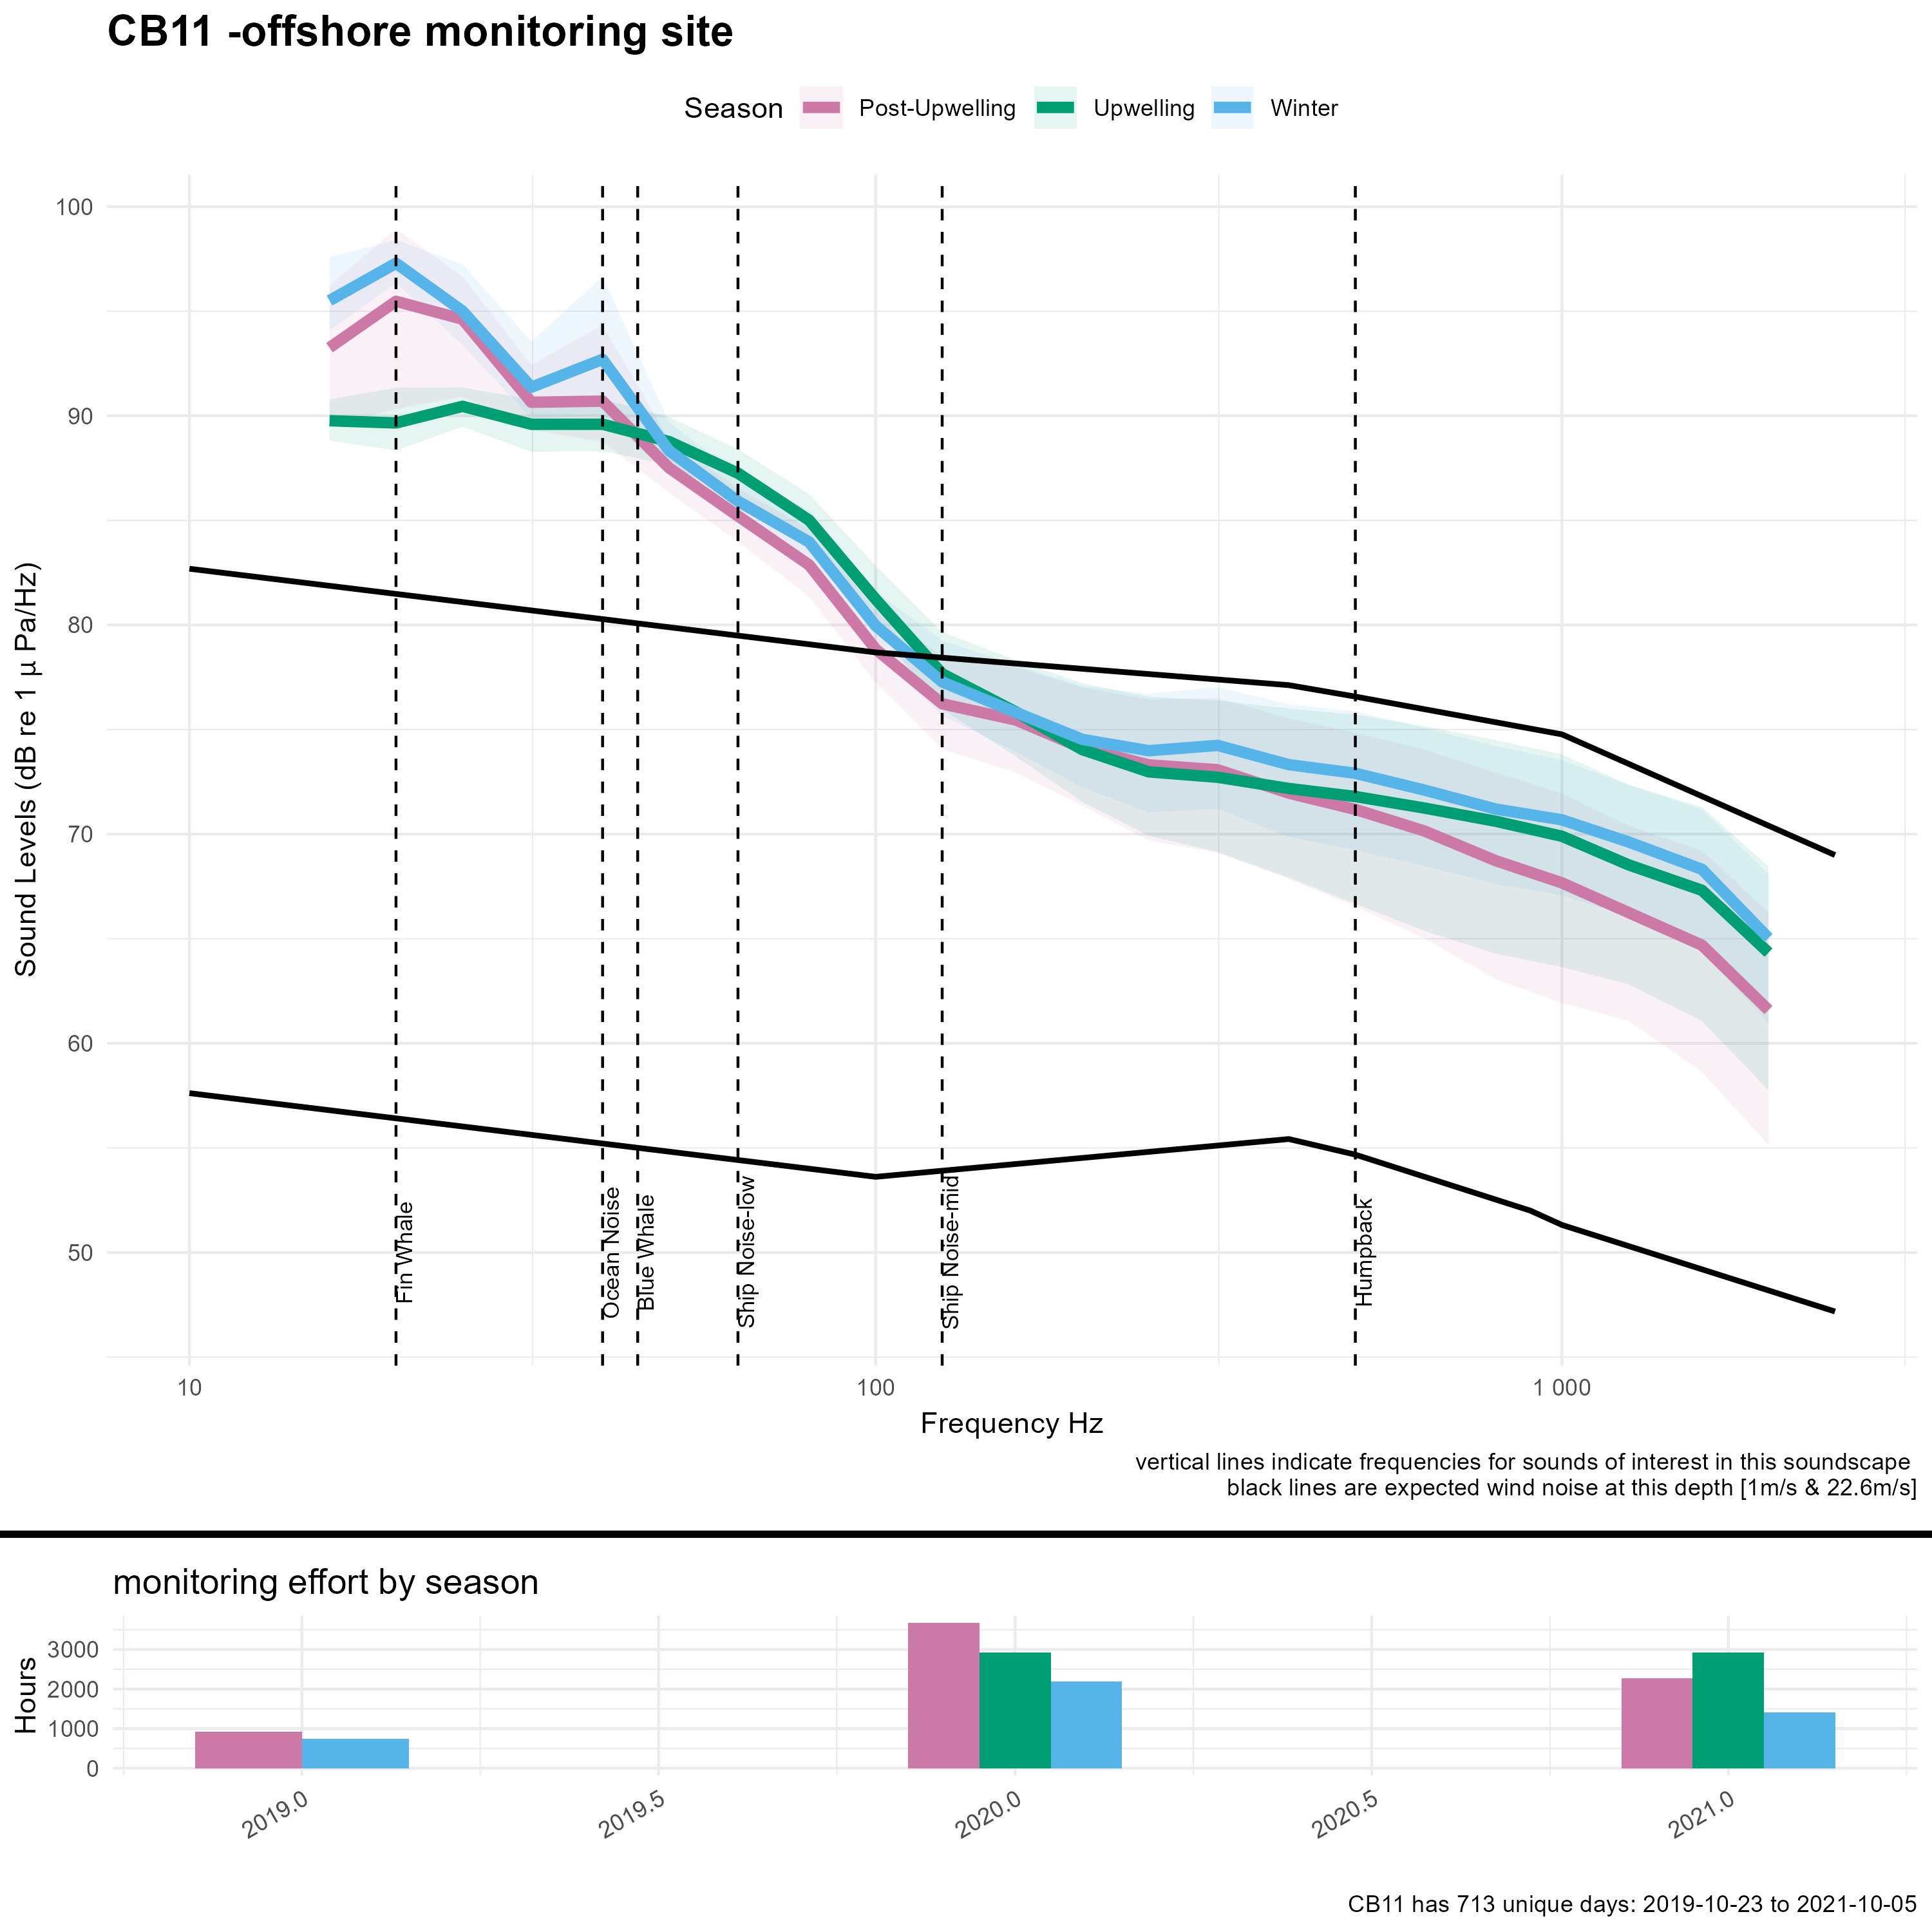 CB11 -offshore monitoring site
Season Post-Upwelling Upwelling Winter
Sound Levels (dB re 1 µ Pa/Hz)
100
90
80
70
60
50
Fin Whale
Ocean Noise
Blue Whale
Ship Noise-low
Ship Noise-mid
Humpback
10 100 1 000
Frequency Hz
vertical lines indicate frequencies for sounds of interest in this soundscape
black lines are expected wind noise at this depth [1m/s & 22.6m/s]
monitoring effort by season
Hours
3000
2000
1000
0
2019.0 2019.5 2020.0 2020.5 2021.0
CB11 has 713 unique days: 2019-10-23 to 2021-10-05